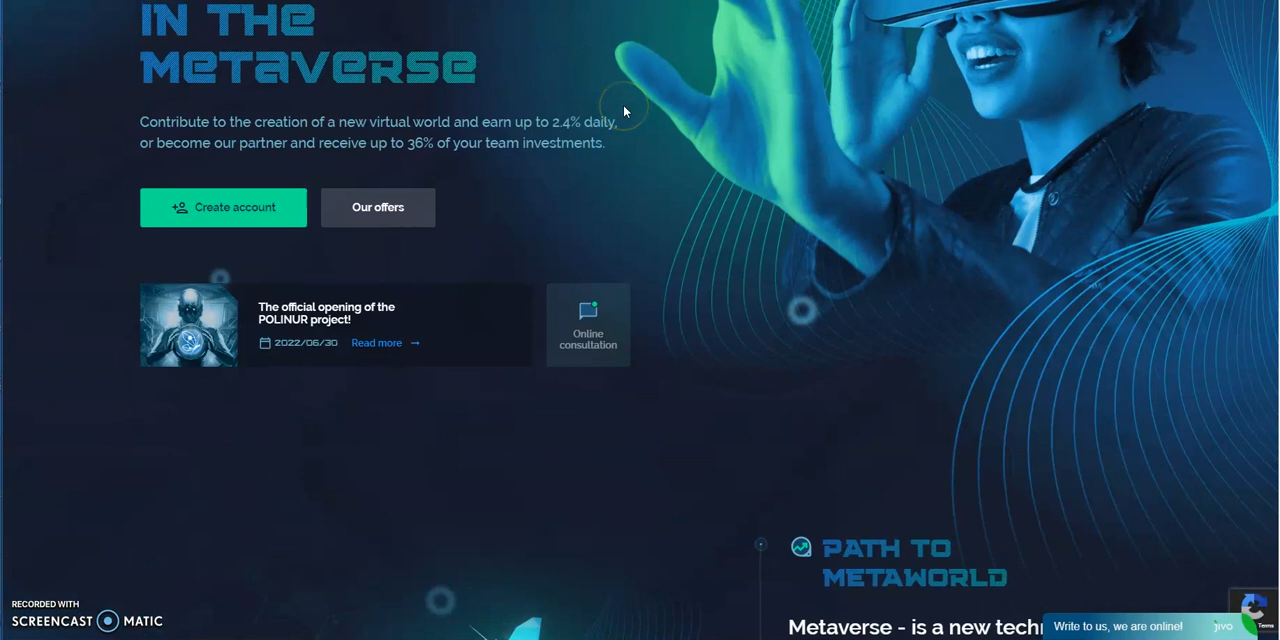 IN THE
METAVERSE
Contribute to the creation of a new virtual world and earn up to 2.4% daily,
or become our partner and receive up to 36% of your team investments.
Create account
Our offers
The official opening of the
POLINUR project!
2022/06/30
Read more →
Online
consultation
PATH TO
METAWORLD
Metaverse - is a new techn
RECORDED WITH
SCREENCAST MATIC
Write to us, we are online!
jivo
Terms